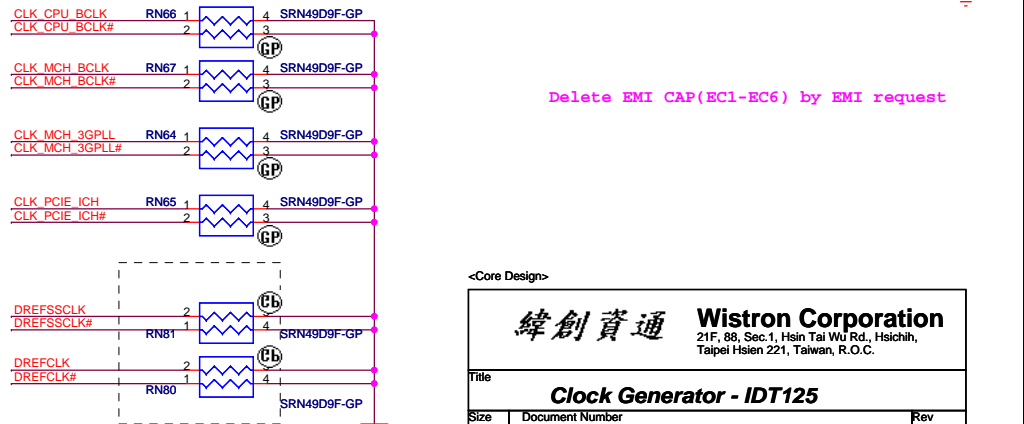 CLK_CPU_BCLK RN66 1 4 SRN49D9F-GP
CLK_CPU_BCLK# 2 3
GP
CLK_MCH_BCLK RN67 1 4 SRN49D9F-GP
CLK_MCH_BCLK# 2 3
GP
Delete EMI CAP(EC1-EC6) by EMI request
CLK_MCH_3GPLL RN64 1 4 SRN49D9F-GP
CLK_MCH_3GPLL# 2 3
GP
CLK_PCIE_ICH RN65 1 4 SRN49D9F-GP
CLK_PCIE_ICH# 2 3
GP
DREFSSCLK 2
DREFSSCLK# 1 4
RN81 SRN49D9F-GP
DREFCLK 2
DREFCLK# 1 4
RN80
SRN49D9F-GP
<Core Design>
緯創資通
Wistron Corporation
21F, 88, Sec.1, Hsin Tai Wu Rd., Hsichih,
Taipei Hsien 221, Taiwan, R.O.C.
Title
Clock Generator - IDT125
Size Document Number Rev